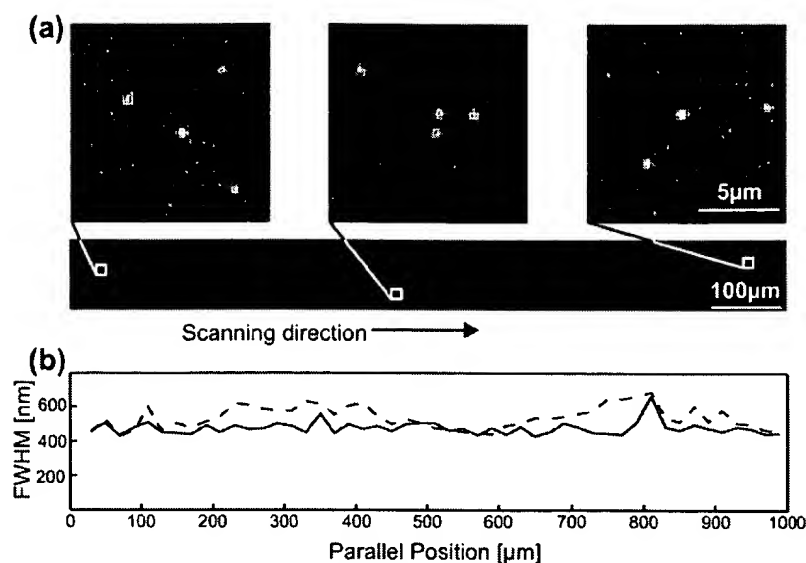 (a)
5µm
100µm
Scanning direction
(b)
FWHM [nm]
600
400
200
0
0 100 200 300 400 500 600 700 800 900 1000
Parallel Position [µm]